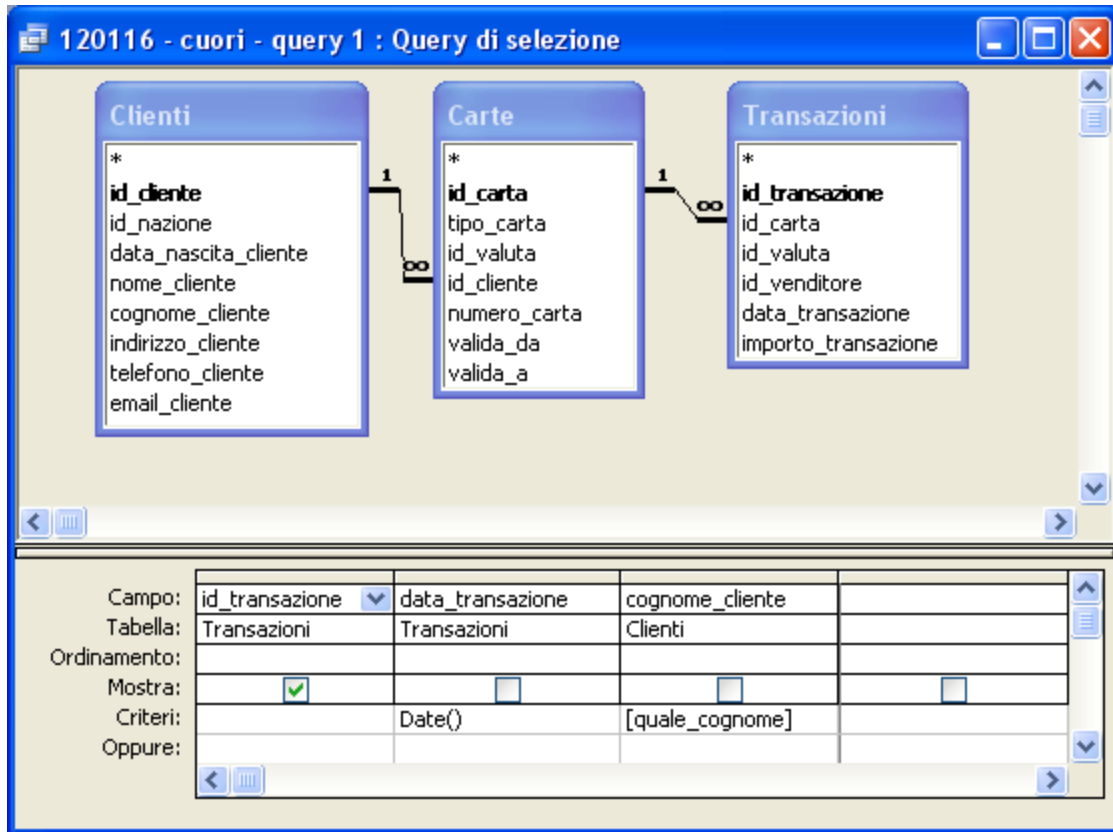 120116 - cuori - query 1 : Query di selezione
Clienti
*
id_cliente
id_nazione
data_nascita_cliente
nome_cliente
cognome_cliente
indirizzo_cliente
telefono_cliente
email_cliente
1
∞
Carte
*
id_carta
tipo_carta
id_valuta
id_cliente
numero_carta
valida_da
valida_a
1
∞
Transazioni
*
id_transazione
id_carta
id_valuta
id_venditore
data_transazione
importo_transazione
Campo: id_transazione data_transazione cognome_cliente
Tabella: Transazioni Transazioni Clienti
Ordinamento:
Mostra:
Criteri: Date() [quale_cognome]
Oppure: